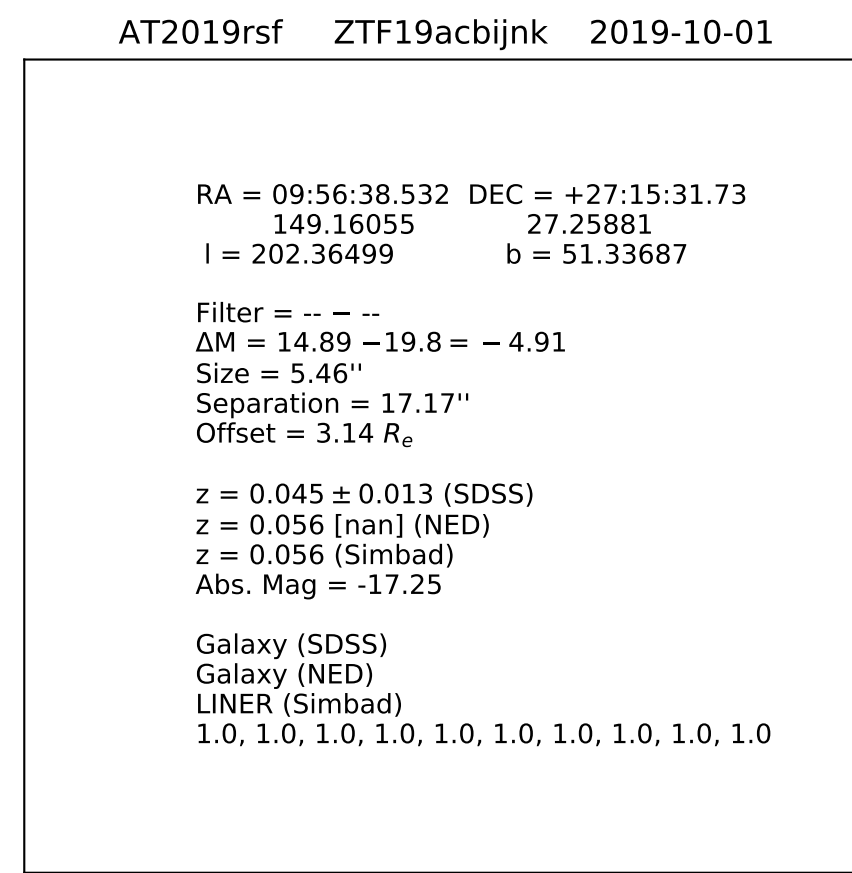 AT2019rsf ZTF19acbijnk 2019-10-01
RA = 09:56:38.532 DEC = +27:15:31.73
149.16055 27.25881
l = 202.36499 b = 51.33687
Filter = -- − --
ΔM = 14.89 −19.8 = − 4.91
Size = 5.46''
Separation = 17.17''
Offset = 3.14 Rₑ
z = 0.045 ± 0.013 (SDSS)
z = 0.056 [nan] (NED)
z = 0.056 (Simbad)
Abs. Mag = -17.25
Galaxy (SDSS)
Galaxy (NED)
LINER (Simbad)
1.0, 1.0, 1.0, 1.0, 1.0, 1.0, 1.0, 1.0, 1.0, 1.0